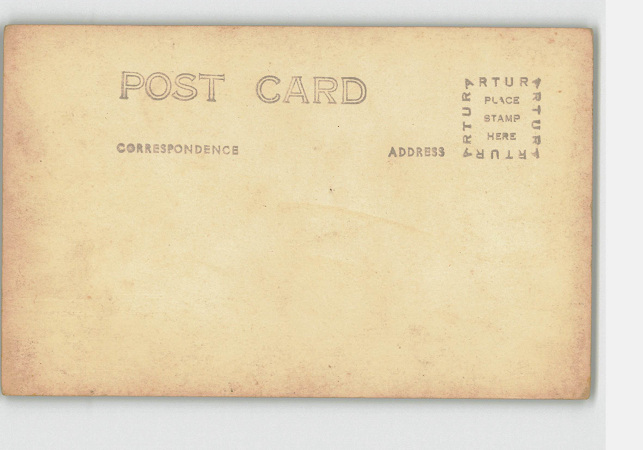 POST CARD
CORRESPONDENCE
ADDRESS
ARTURA
PLACE
STAMP
HERE
ARTURA
ARTURA
ARTURA